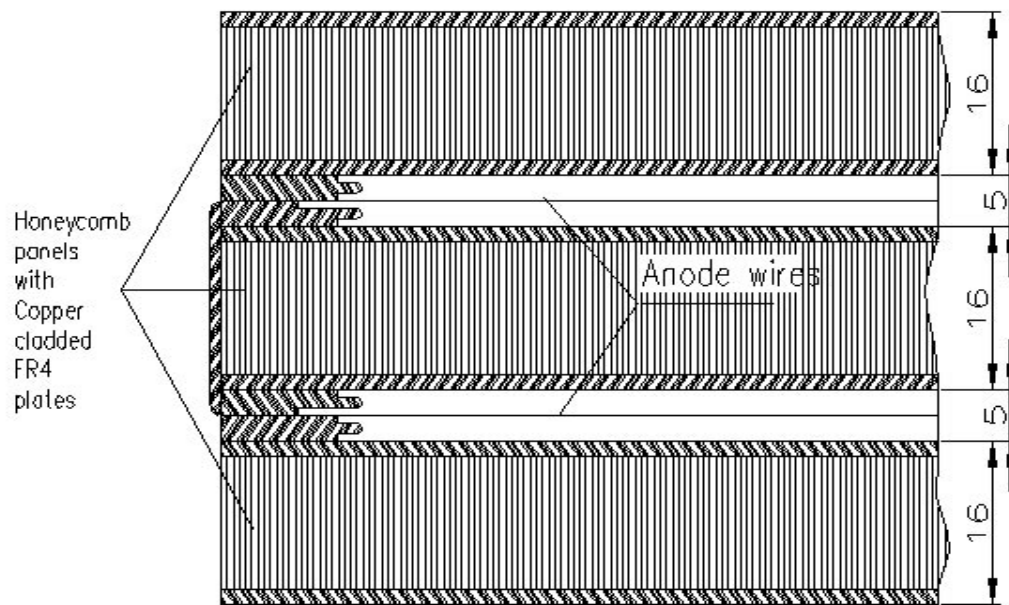 Honeycomb
panels
with
Copper
cladded
FR4
plates
Anode wires
16
5
16
5
16